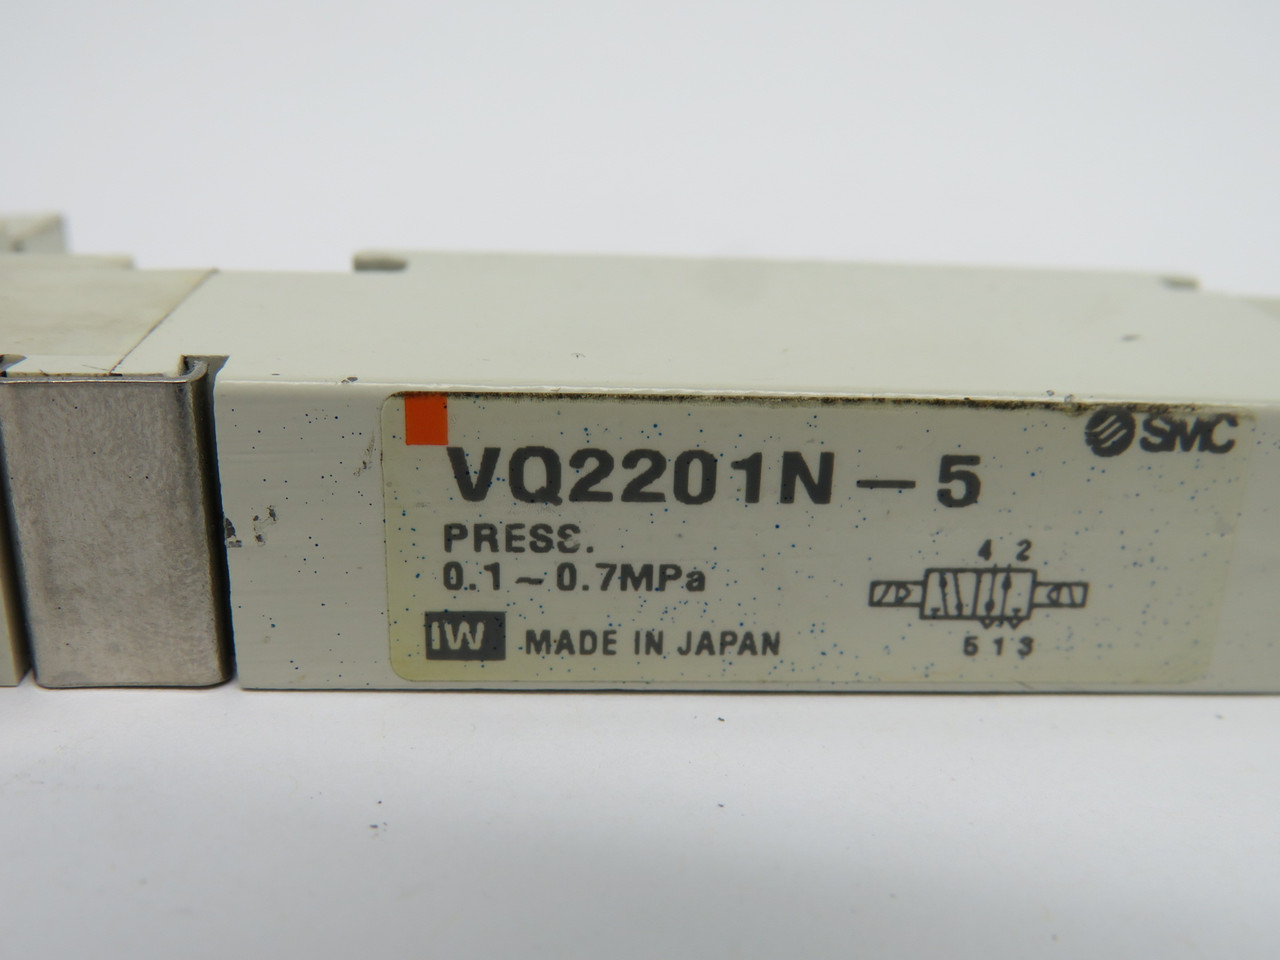 SMC
VQ2201N-5
PRESS.
0.1~0.7MPa
4 2
IW MADE IN JAPAN
5 1 3